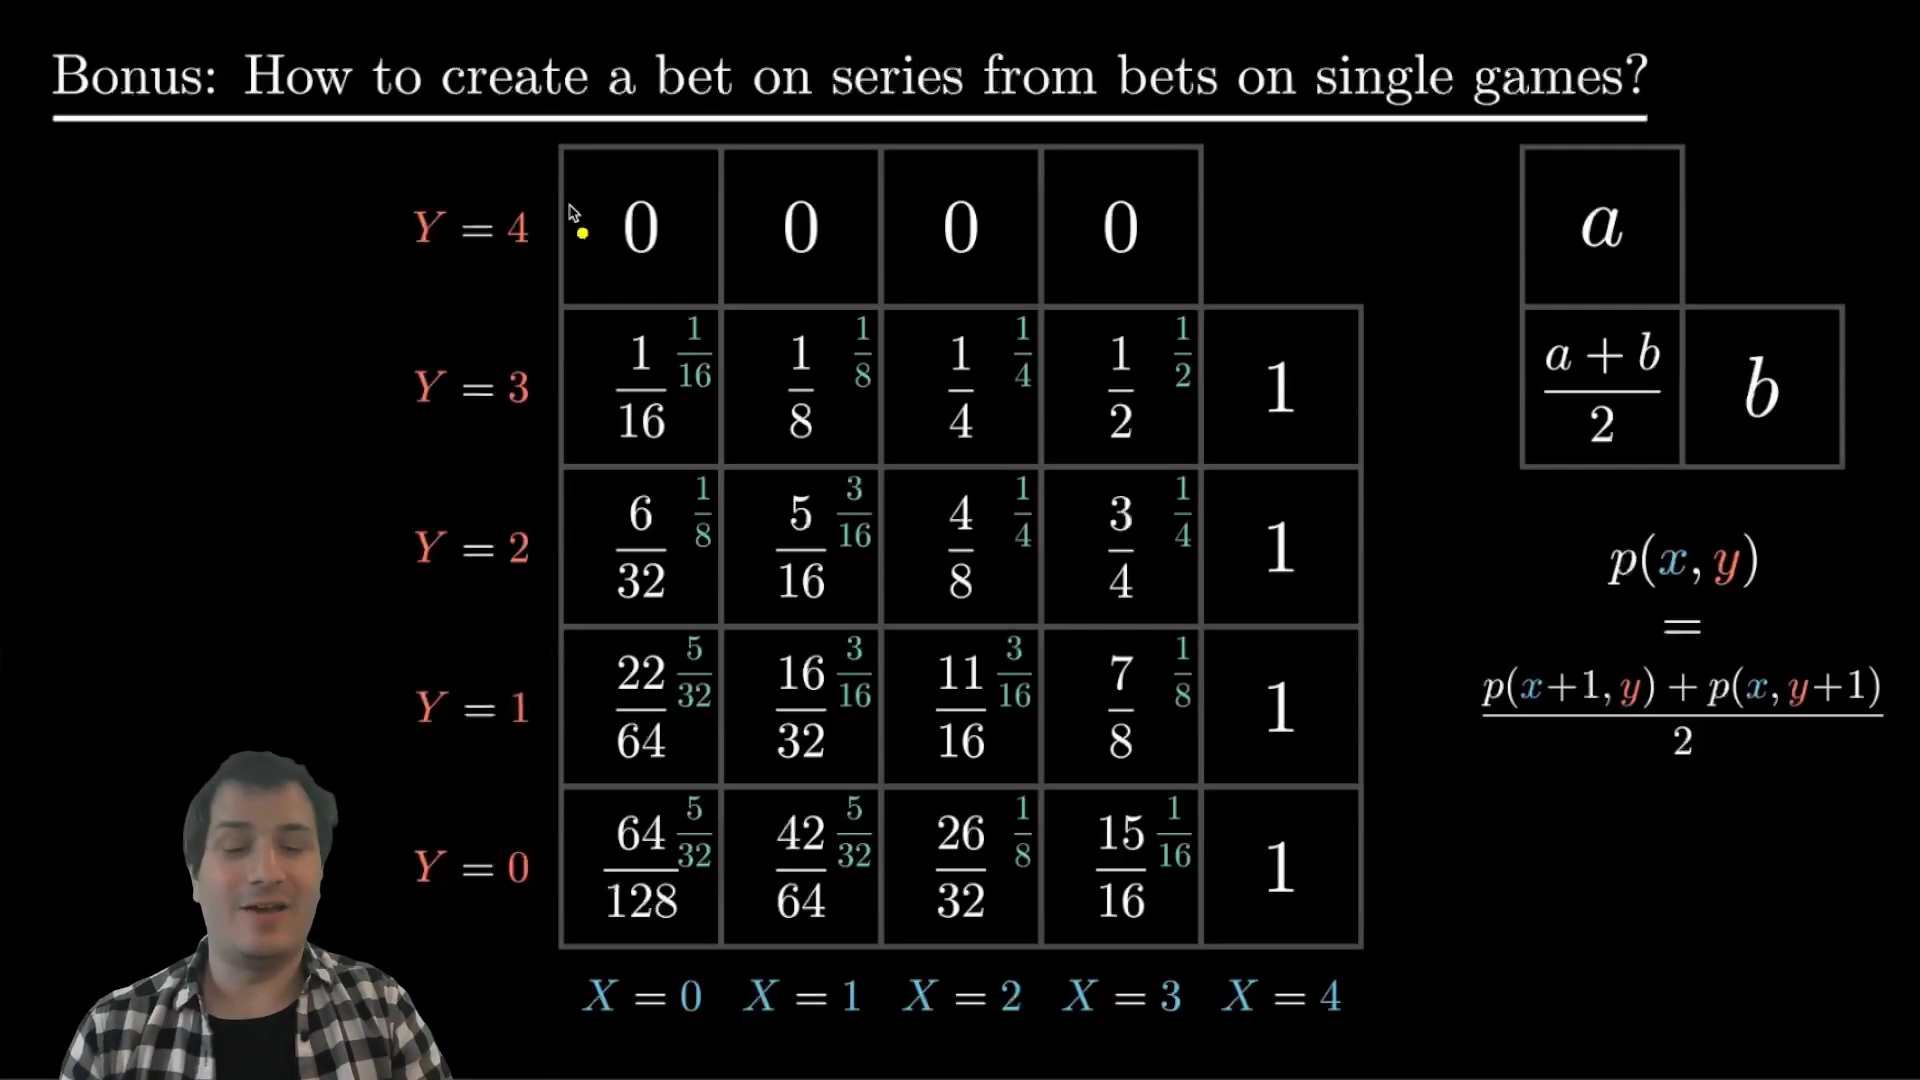 Bonus: How to create a bet on series from bets on single games?
Y = 4 0 0 0 0
Y = 3 1/16 1/16 1/8 1/8 1/4 1/4 1/2 1/2 1
Y = 2 6/32 1/8 5/16 3/16 4/8 1/4 3/4 1/4 1
Y = 1 22/64 5/32 16/32 3/16 11/16 3/16 7/8 1/8 1
Y = 0 64/128 5/32 42/64 5/32 26/32 1/8 15/16 1/16 1
X = 0 X = 1 X = 2 X = 3 X = 4
a
(a + b)/2 b
p(x, y)
=
(p(x+1, y) + p(x, y+1))/2